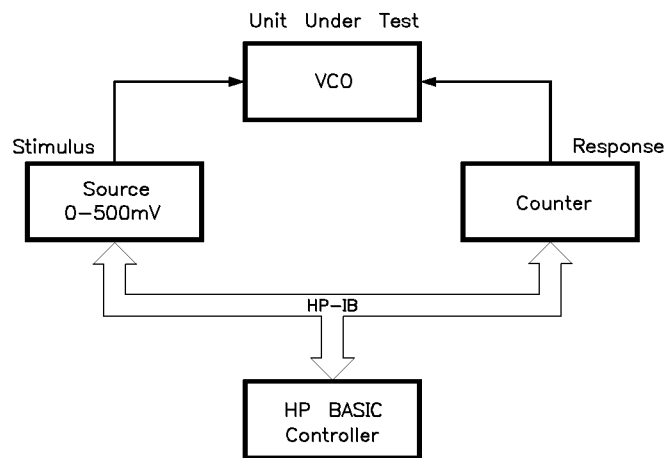 Unit Under Test
VCO
Stimulus
Response
Source
0-500mV
Counter
HP-IB
HP BASIC
Controller